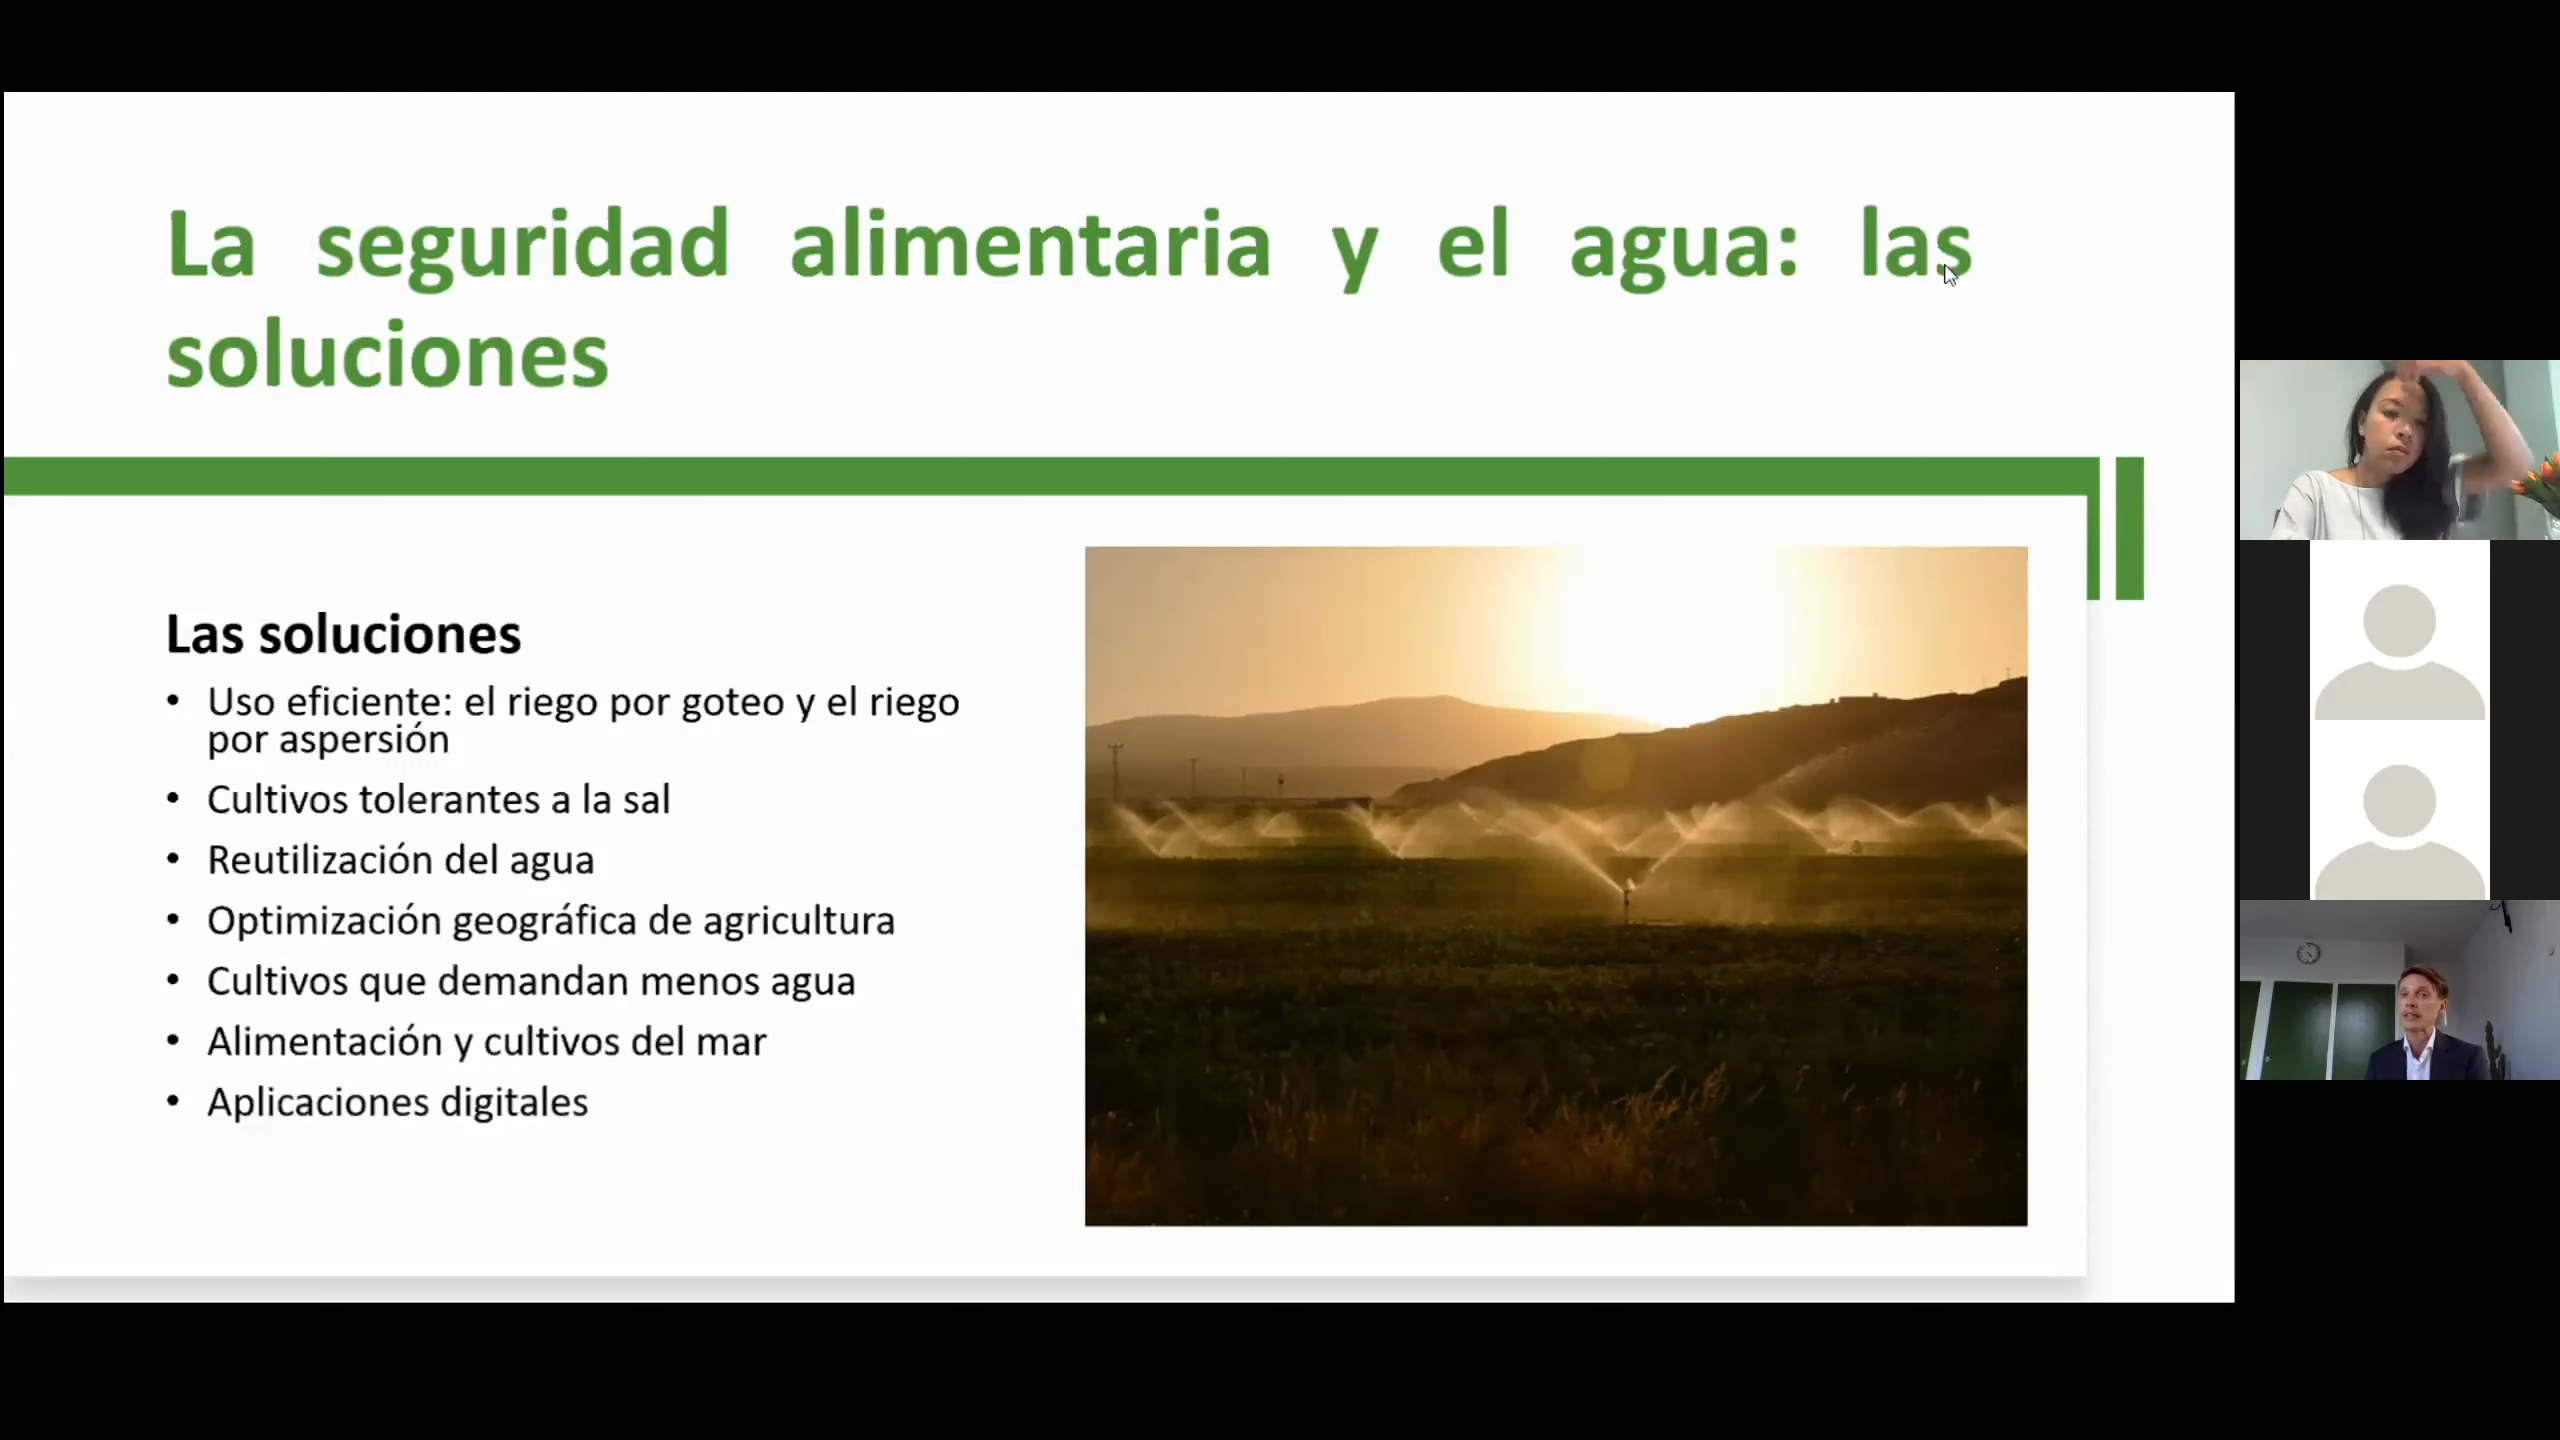 La seguridad alimentaria y el agua: las
soluciones
Las soluciones
• Uso eficiente: el riego por goteo y el riego
por aspersión
• Cultivos tolerantes a la sal
• Reutilización del agua
• Optimización geográfica de agricultura
• Cultivos que demandan menos agua
• Alimentación y cultivos del mar
• Aplicaciones digitales